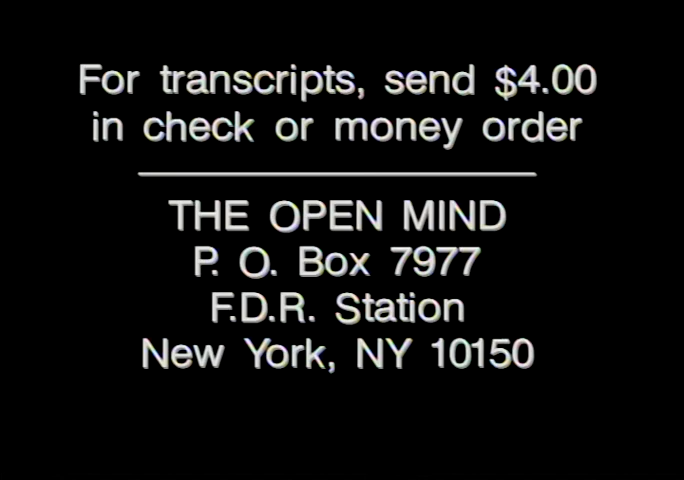 For transcripts, send $4.00
in check or money order
THE OPEN MIND
P. O. Box 7977
F.D.R. Station
New York, NY 10150